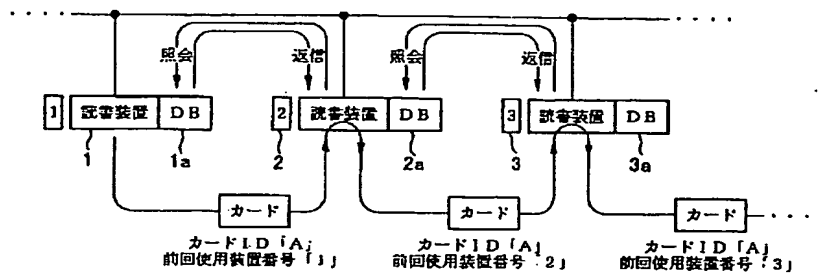 照会 返信 照会 返信
1 読書装置 DB 2 読書装置 DB 3 読書装置 DB
1 1a 2 2a 3 3a
カード カード カード
カードID「A」 カードID「A」 カードID「A」
前回使用装置番号「1」 前回使用装置番号「2」 前回使用装置番号「3」